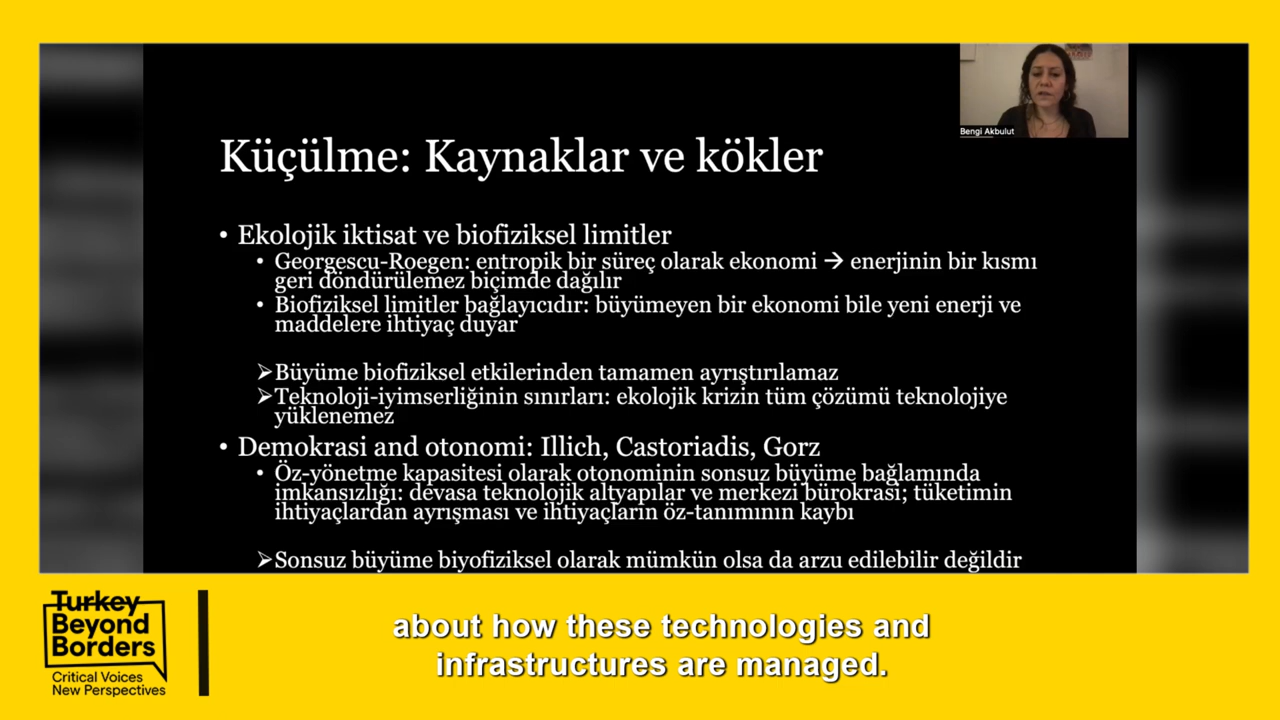 Bengi Akbulut
Küçülme: Kaynaklar ve kökler
• Ekolojik iktisat ve biofiziksel limitler
• Georgescu-Roegen: entropik bir süreç olarak ekonomi → enerjinin bir kısmı
geri döndürülemez biçimde dağılır
• Biofiziksel limitler bağlayıcıdır: büyümeyen bir ekonomi bile yeni enerji ve
maddelere ihtiyaç duyar
➢Büyüme biofiziksel etkilerinden tamamen ayrıştırılamaz
➢Teknoloji-iyimserliğinin sınırları: ekolojik krizin tüm çözümü teknolojiye
yüklenemez
• Demokrasi and otonomi: Illich, Castoriadis, Gorz
• Öz-yönetme kapasitesi olarak otonominin sonsuz büyüme bağlamında
imkansızlığı: devasa teknolojik altyapılar ve merkezi bürokrasi; tüketimin
ihtiyaçlardan ayrışması ve ihtiyaçların öz-tanımının kaybı
➢Sonsuz büyüme biyofiziksel olarak mümkün olsa da arzu edilebilir değildir
Turkey
Beyond
Borders
Critical Voices
New Perspectives
about how these technologies and
infrastructures are managed.